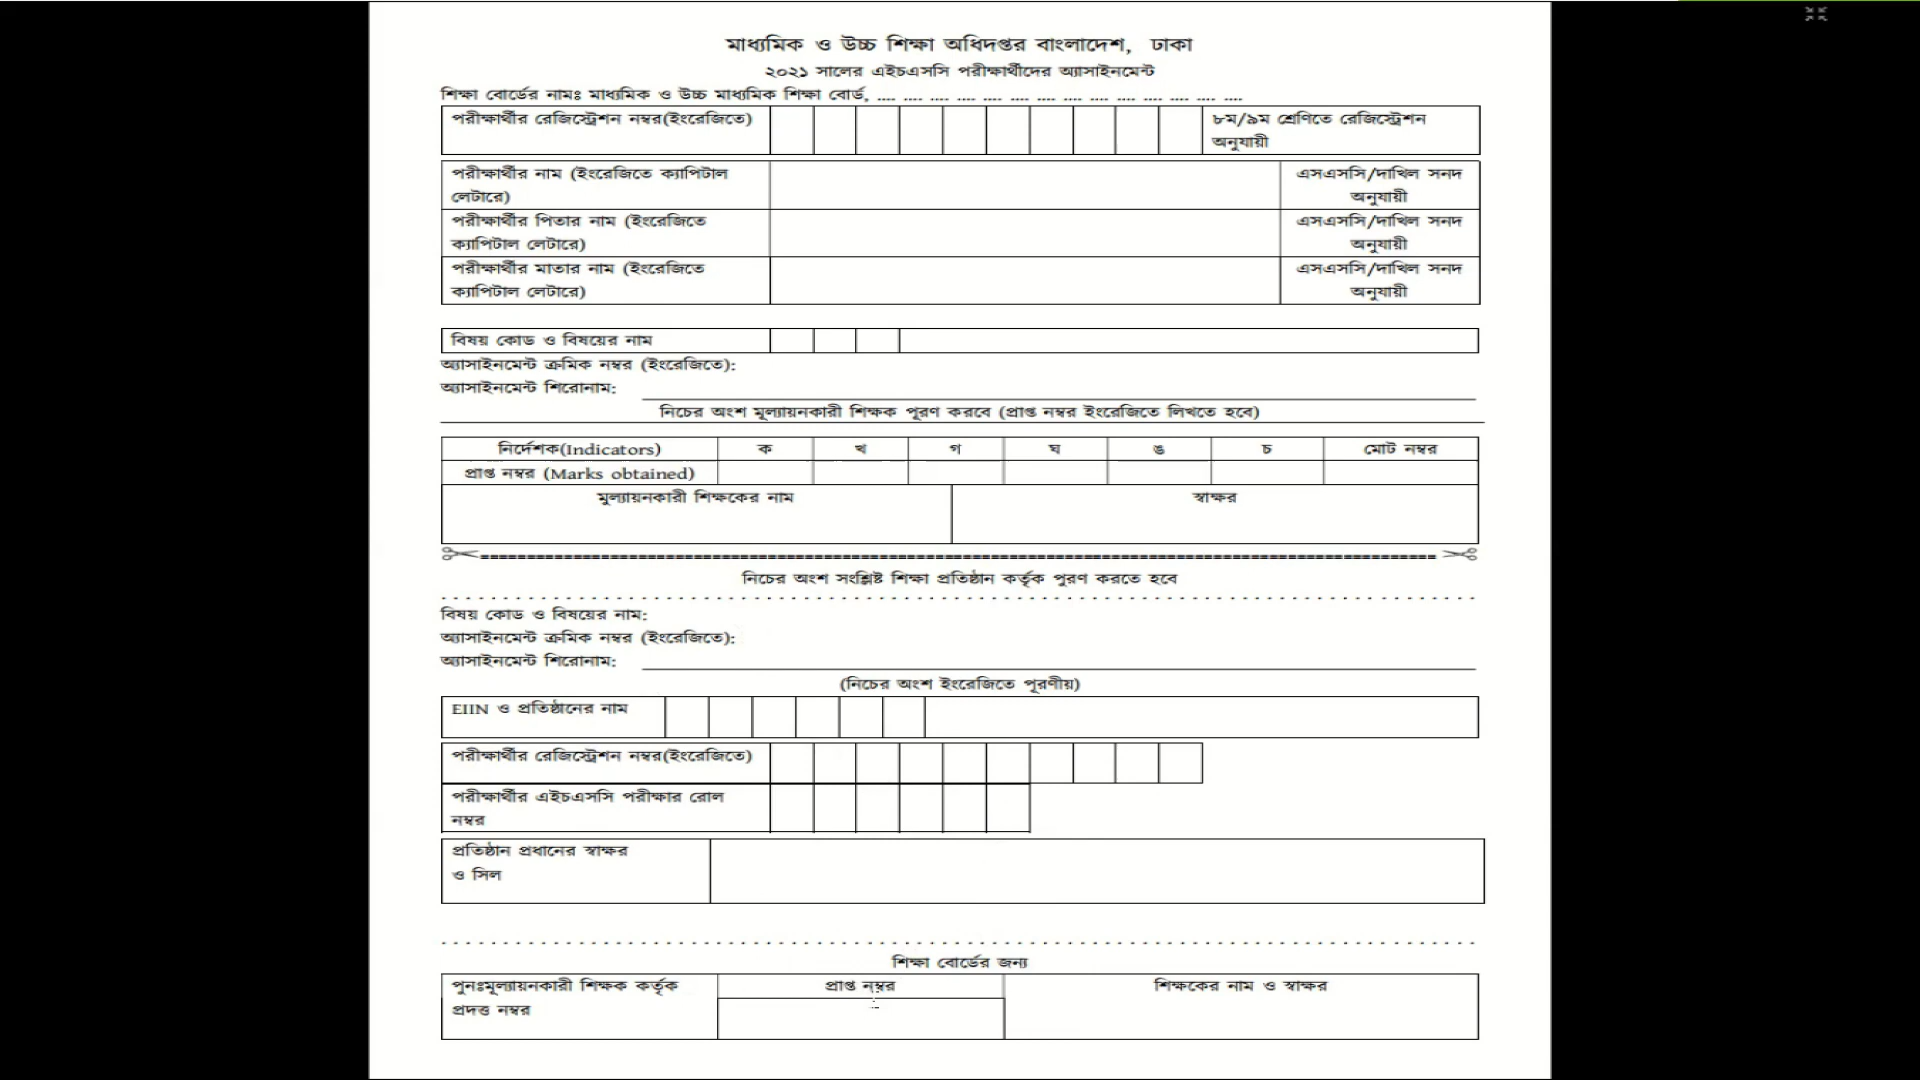 মাধ্যমিক ও উচ্চ শিক্ষা অধিদপ্তর বাংলাদেশ, ঢাকা
২০২১ সালের এইচএসসি পরীক্ষার্থীদের অ্যাসাইনমেন্ট
শিক্ষা বোর্ডের নামঃ মাধ্যমিক ও উচ্চ মাধ্যমিক শিক্ষা বোর্ড, .... .... .... .... .... .... .... .... .... .... .... .... .... ....
পরীক্ষার্থীর রেজিস্ট্রেশন নম্বর(ইংরেজিতে) ৮ম/৯ম শ্রেণিতে রেজিস্ট্রেশন
অনুযায়ী
পরীক্ষার্থীর নাম (ইংরেজিতে ক্যাপিটাল এসএসসি/দাখিল সনদ
লেটারে) অনুযায়ী
পরীক্ষার্থীর পিতার নাম (ইংরেজিতে এসএসসি/দাখিল সনদ
ক্যাপিটাল লেটারে) অনুযায়ী
পরীক্ষার্থীর মাতার নাম (ইংরেজিতে এসএসসি/দাখিল সনদ
ক্যাপিটাল লেটারে) অনুযায়ী
বিষয় কোড ও বিষয়ের নাম
অ্যাসাইনমেন্ট ক্রমিক নম্বর (ইংরেজিতে):
অ্যাসাইনমেন্ট শিরোনাম:
নিচের অংশ মূল্যায়নকারী শিক্ষক পূরণ করবে (প্রাপ্ত নম্বর ইংরেজিতে লিখতে হবে)
নির্দেশক(Indicators) ক খ গ ঘ ঙ চ মোট নম্বর
প্রাপ্ত নম্বর (Marks obtained)
মুল্যায়নকারী শিক্ষকের নাম স্বাক্ষর
নিচের অংশ সংশ্লিষ্ট শিক্ষা প্রতিষ্ঠান কর্তৃক পুরণ করতে হবে
বিষয় কোড ও বিষয়ের নাম:
অ্যাসাইনমেন্ট ক্রমিক নম্বর (ইংরেজিতে):
অ্যাসাইনমেন্ট শিরোনাম:
(নিচের অংশ ইংরেজিতে পূরণীয়)
EIIN ও প্রতিষ্ঠানের নাম
পরীক্ষার্থীর রেজিস্ট্রেশন নম্বর(ইংরেজিতে)
পরীক্ষার্থীর এইচএসসি পরীক্ষার রোল
নম্বর
প্রতিষ্ঠান প্রধানের স্বাক্ষর
ও সিল
শিক্ষা বোর্ডের জন্য
পুনঃমূল্যায়নকারী শিক্ষক কর্তৃক প্রাপ্ত নম্বর শিক্ষকের নাম ও স্বাক্ষর
প্রদত্ত নম্বর